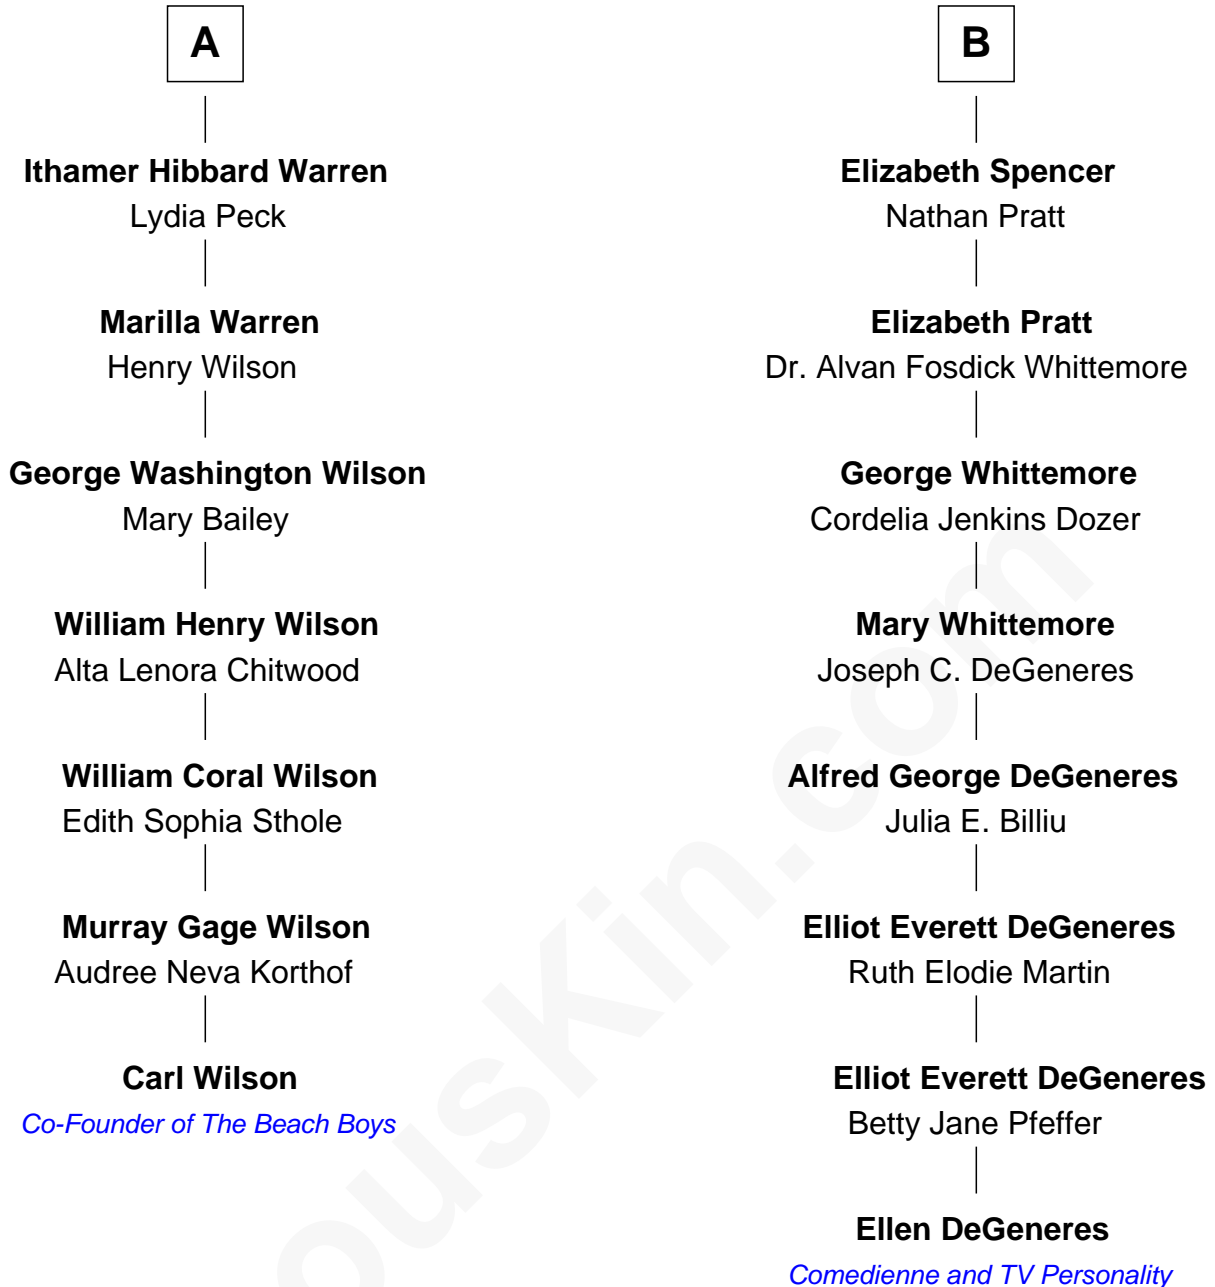 A
Ithamer Hibbard Warren
Lydia Peck
Marilla Warren
Henry Wilson
George Washington Wilson
Mary Bailey
William Henry Wilson
Alta Lenora Chitwood
William Coral Wilson
Edith Sophia Sthole
Murray Gage Wilson
Audree Neva Korthof
Carl Wilson
Co-Founder of The Beach Boys
B
Elizabeth Spencer
Nathan Pratt
Elizabeth Pratt
Dr. Alvan Fosdick Whittemore
George Whittemore
Cordelia Jenkins Dozer
Mary Whittemore
Joseph C. DeGeneres
Alfred George DeGeneres
Julia E. Billiu
Elliot Everett DeGeneres
Ruth Elodie Martin
Elliot Everett DeGeneres
Betty Jane Pfeffer
Ellen DeGeneres
Comedienne and TV Personality
ousKin.com